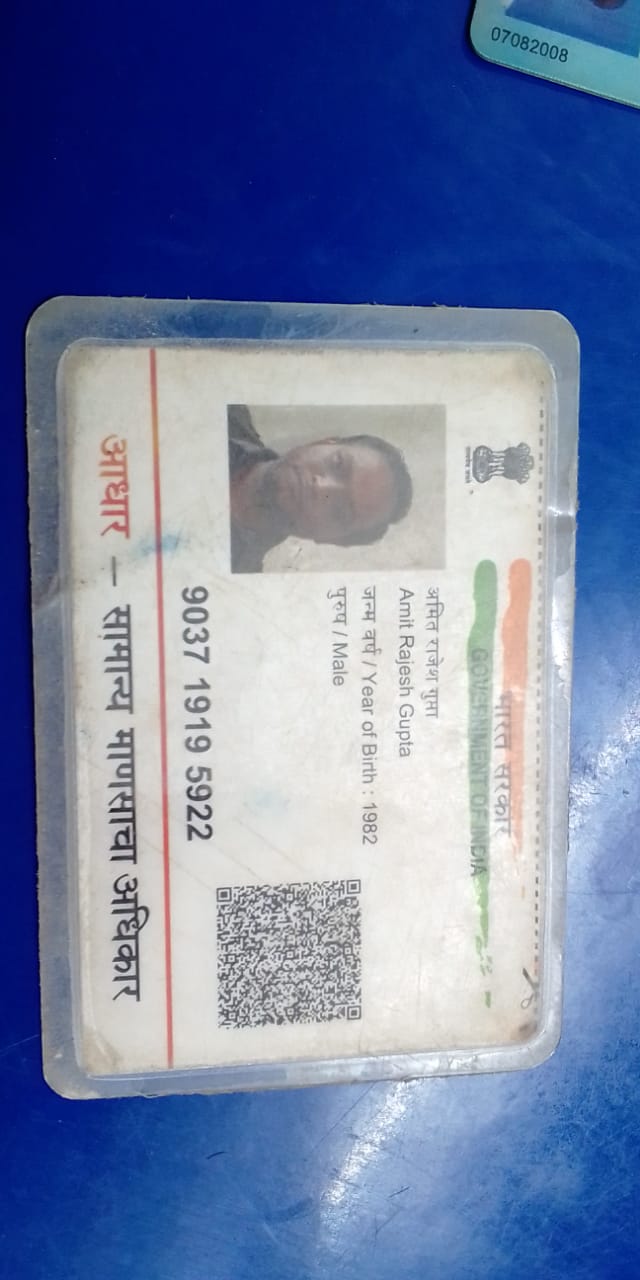 07082008
भारत सरकार
GOVERNMENT OF INDIA
अमित राजेश गुप्ता
Amit Rajesh Gupta
जन्म वर्ष / Year of Birth : 1982
पुरुष / Male
9037 1919 5922
आधार – सामान्य माणसाचा अधिकार